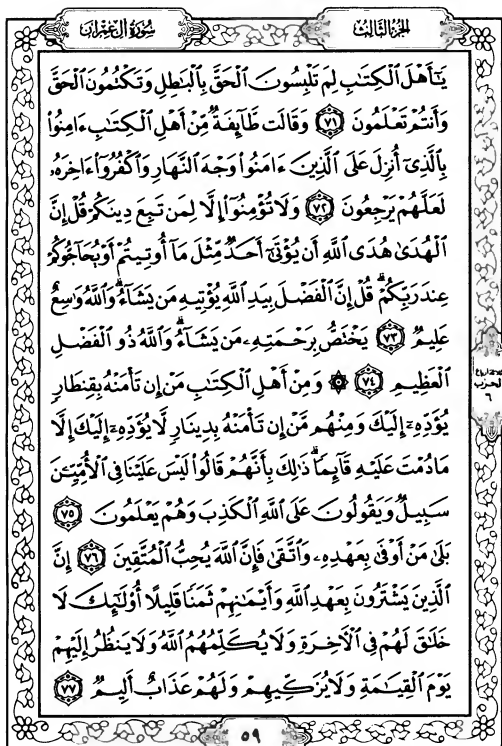 الجزء الثالث
سورة آل عمران
يَٰٓأَهْلَ ٱلْكِتَٰبِ لِمَ تَلْبِسُونَ ٱلْحَقَّ بِٱلْبَٰطِلِ وَتَكْتُمُونَ ٱلْحَقَّ
وَأَنتُمْ تَعْلَمُونَ ٧١ وَقَالَت طَّآئِفَةٌ مِّنْ أَهْلِ ٱلْكِتَٰبِ ءَامِنُوا۟
بِٱلَّذِىٓ أُنزِلَ عَلَى ٱلَّذِينَ ءَامَنُوا۟ وَجْهَ ٱلنَّهَارِ وَٱكْفُرُوٓا۟ ءَاخِرَهُۥ
لَعَلَّهُمْ يَرْجِعُونَ ٧٢ وَلَا تُؤْمِنُوٓا۟ إِلَّا لِمَن تَبِعَ دِينَكُمْ قُلْ إِنَّ
ٱلْهُدَىٰ هُدَى ٱللَّهِ أَن يُؤْتَىٰٓ أَحَدٌ مِّثْلَ مَآ أُوتِيتُمْ أَوْ يُحَآجُّوكُمْ
عِندَ رَبِّكُمْ ۗ قُلْ إِنَّ ٱلْفَضْلَ بِيَدِ ٱللَّهِ يُؤْتِيهِ مَن يَشَآءُ ۗ وَٱللَّهُ وَٰسِعٌ
عَلِيمٌ ٧٣ يَخْتَصُّ بِرَحْمَتِهِۦ مَن يَشَآءُ ۗ وَٱللَّهُ ذُو ٱلْفَضْلِ
ٱلْعَظِيمِ ٧٤ ۞ وَمِنْ أَهْلِ ٱلْكِتَٰبِ مَنْ إِن تَأْمَنْهُ بِقِنطَارٍ
يُؤَدِّهِۦٓ إِلَيْكَ وَمِنْهُم مَّنْ إِن تَأْمَنْهُ بِدِينَارٍ لَّا يُؤَدِّهِۦٓ إِلَيْكَ إِلَّا
مَا دُمْتَ عَلَيْهِ قَآئِمًا ۗ ذَٰلِكَ بِأَنَّهُمْ قَالُوا۟ لَيْسَ عَلَيْنَا فِى ٱلْأُمِّيِّۦنَ
سَبِيلٌ وَيَقُولُونَ عَلَى ٱللَّهِ ٱلْكَذِبَ وَهُمْ يَعْلَمُونَ ٧٥
بَلَىٰ مَنْ أَوْفَىٰ بِعَهْدِهِۦ وَٱتَّقَىٰ فَإِنَّ ٱللَّهَ يُحِبُّ ٱلْمُتَّقِينَ ٧٦ إِنَّ
ٱلَّذِينَ يَشْتَرُونَ بِعَهْدِ ٱللَّهِ وَأَيْمَٰنِهِمْ ثَمَنًا قَلِيلًا أُو۟لَٰٓئِكَ لَا
خَلَٰقَ لَهُمْ فِى ٱلْءَاخِرَةِ وَلَا يُكَلِّمُهُمُ ٱللَّهُ وَلَا يَنظُرُ إِلَيْهِمْ
يَوْمَ ٱلْقِيَٰمَةِ وَلَا يُزَكِّيهِمْ وَلَهُمْ عَذَابٌ أَلِيمٌ ٧٧
الحزب
٦
٥٩